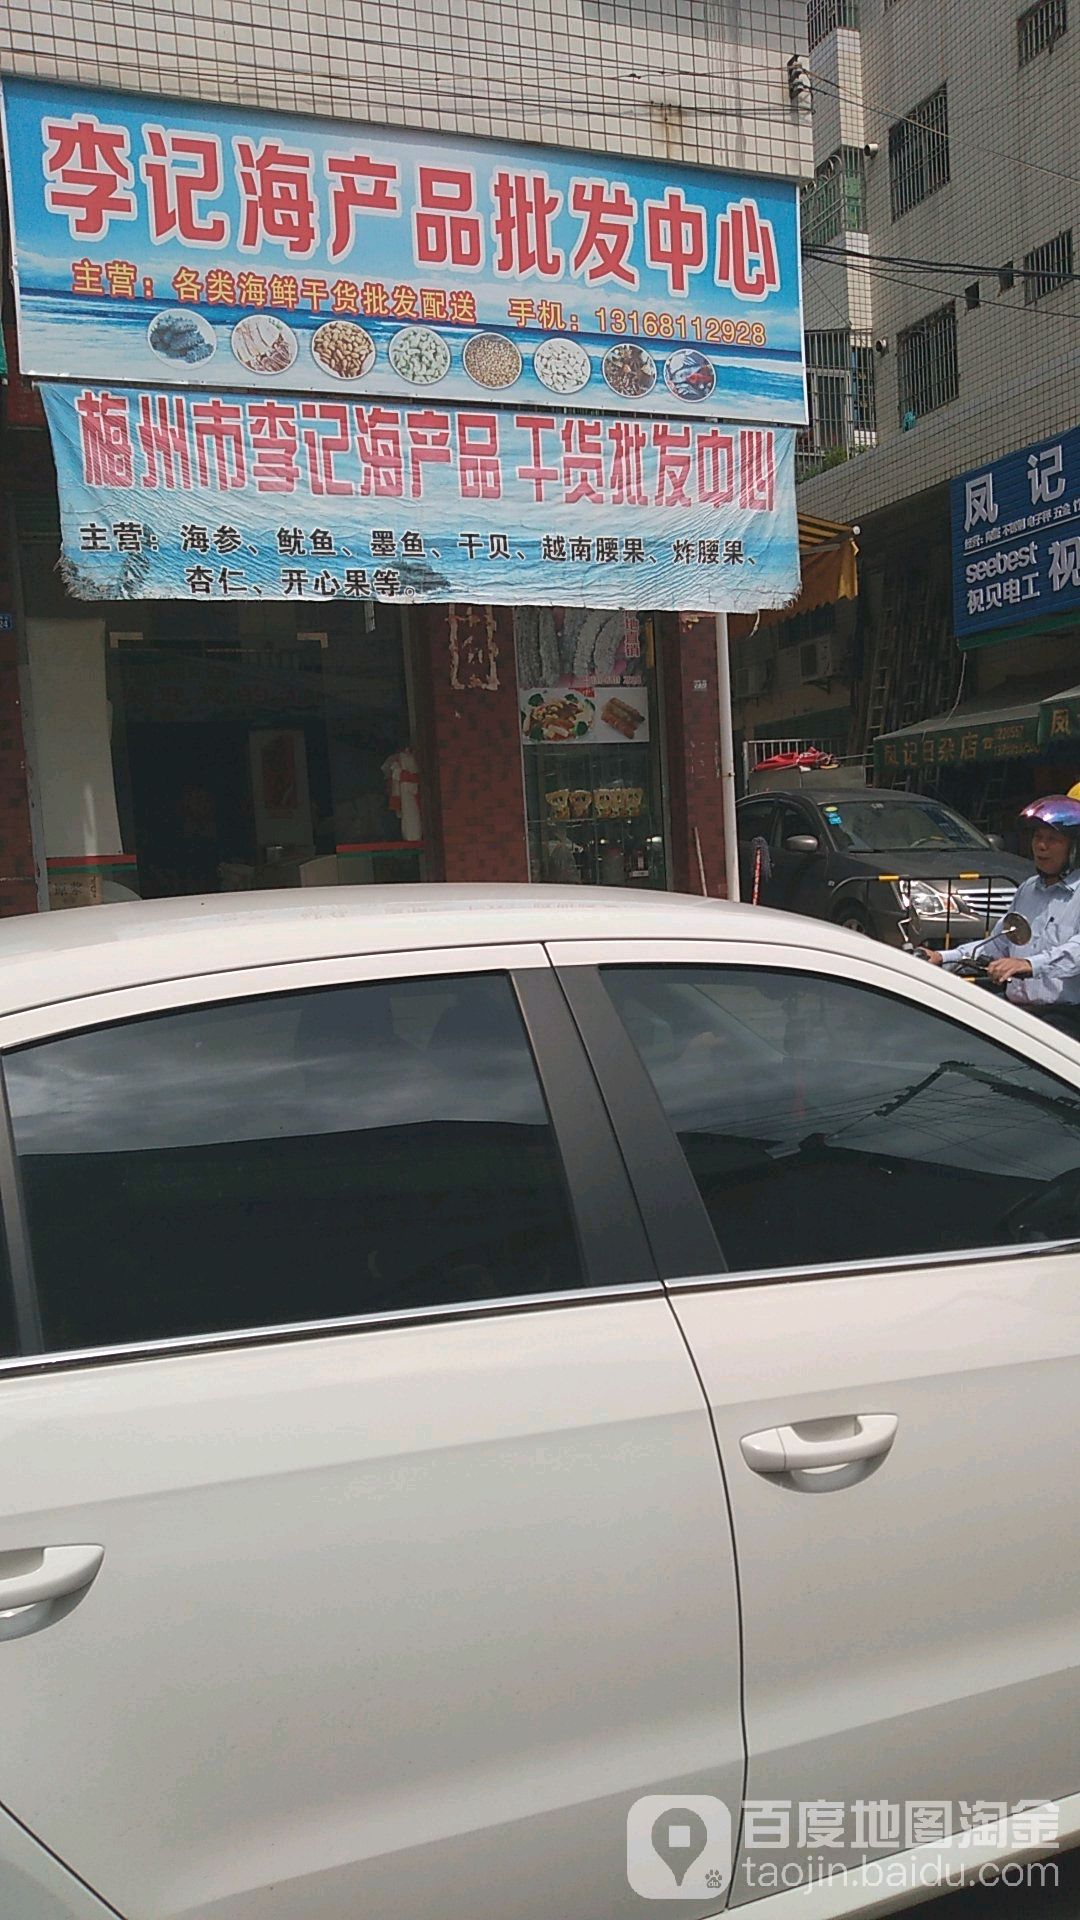 李记海产品批发中心
主营：各类海鲜干货批发配送 手机：13168112928
梅州市李记海产品 干货批发中心
主营：海参、鱿鱼、墨鱼、干贝、越南腰果、炸腰果、
杏仁、开心果等。
凤记
seebest 视
视贝电工
凤记日杂店
凤
百度地图淘金
taojin.baidu.com